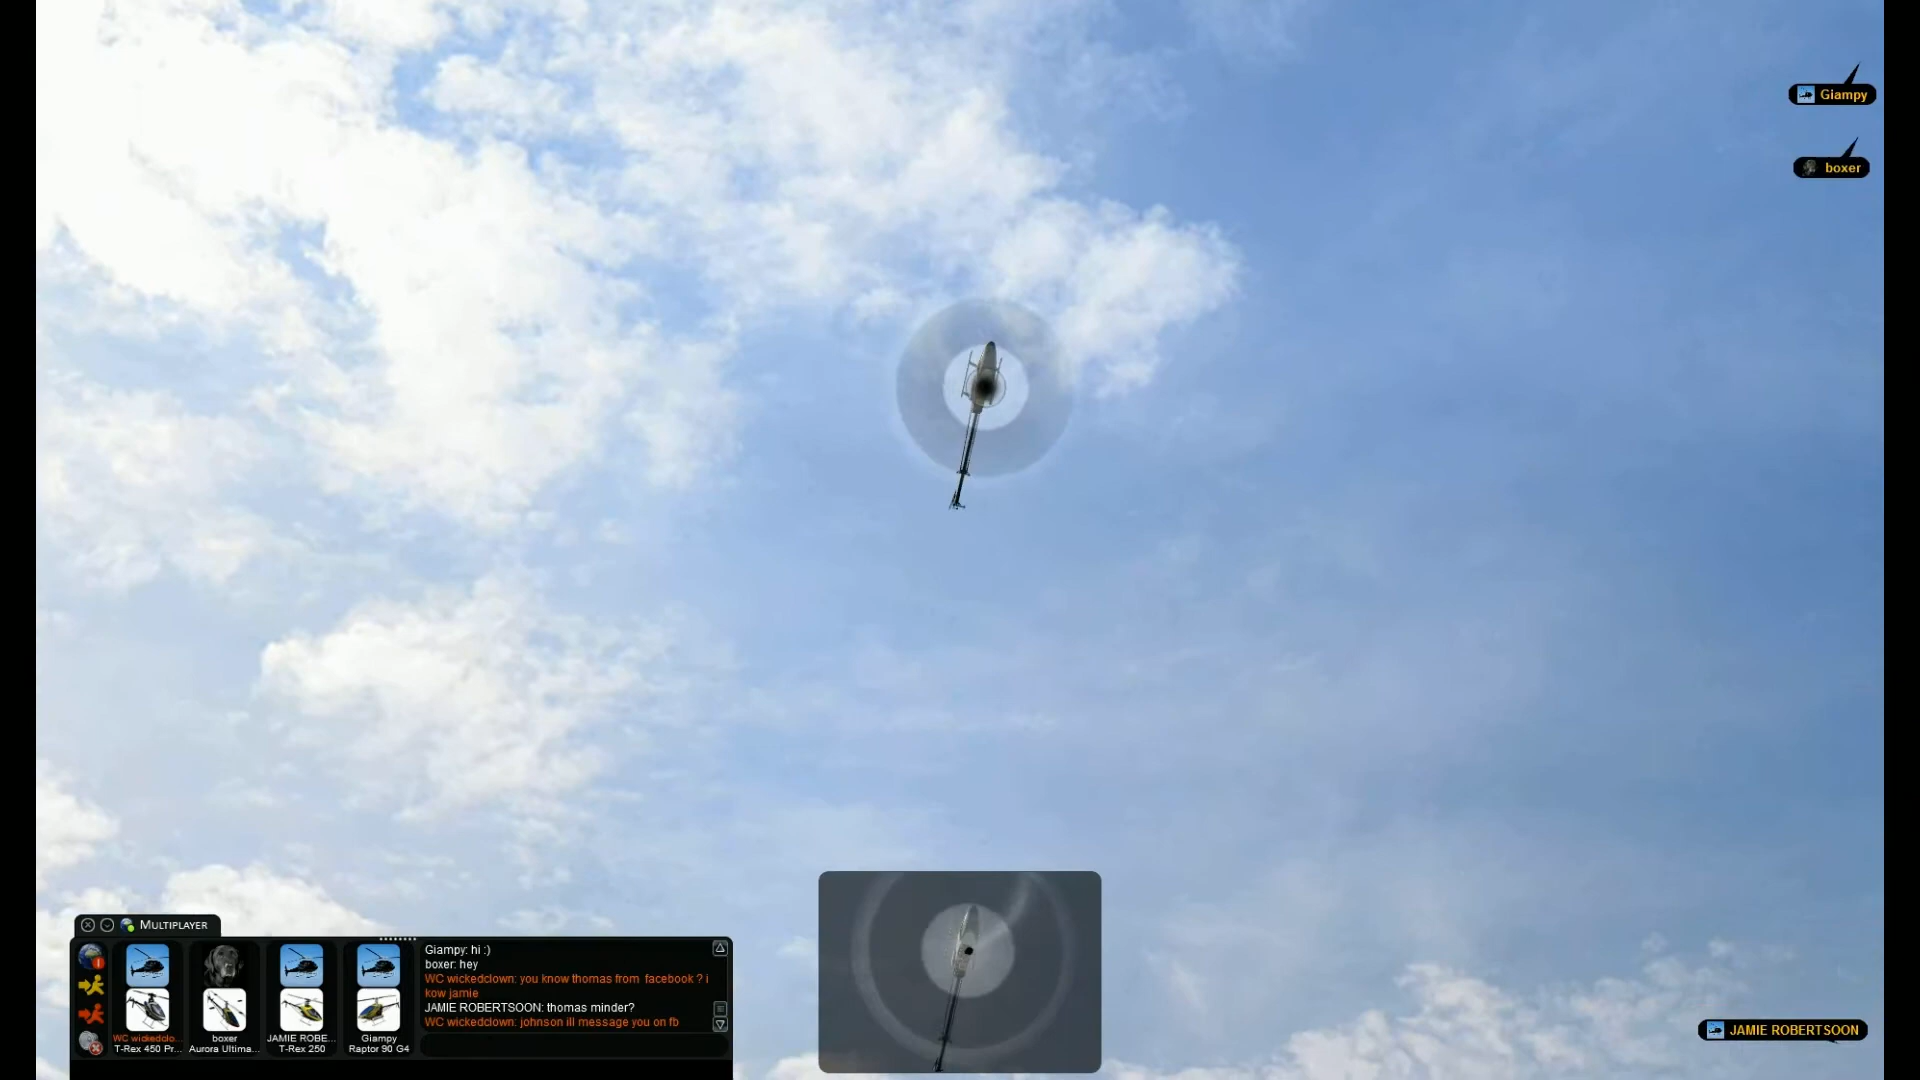 Giampy
boxer
MULTIPLAYER
Giampy: hi :)
boxer: hey
WC wickedclown: you know thomas from facebook ? i
kow jamie
JAMIE ROBERTSOON: thomas minder?
WC wickedclown: johnson ill message you on fb
WC wickedclo...
T-Rex 450 Pr...
boxer
Aurora Ultima...
JAMIE ROBE...
T-Rex 250
Giampy
Raptor 90 G4
JAMIE ROBERTSOON